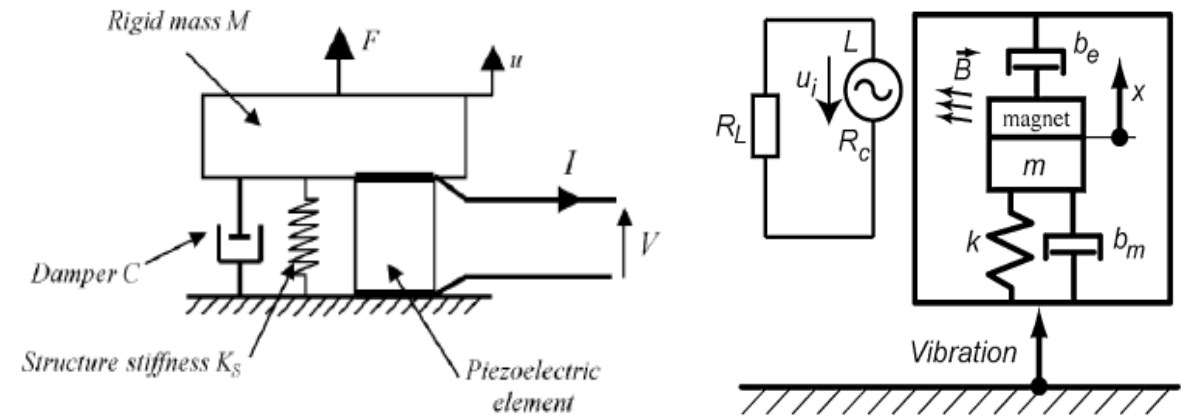 Rigid mass M
F
u
I
V
Damper C
Structure stiffness K_S
Piezoelectric
element
L
u_i
R_L
R_c
b_e
B
x
magnet
m
k
b_m
Vibration